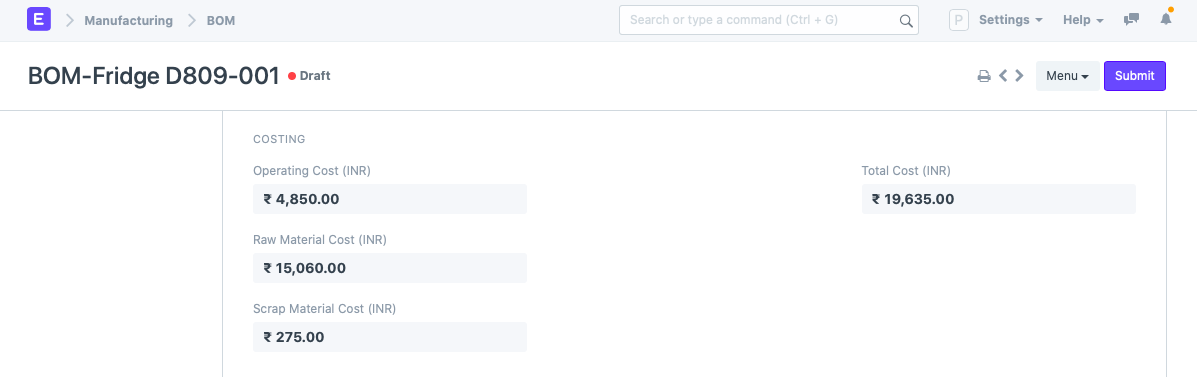 E Manufacturing BOM Search or type a command (Ctrl + G) P Settings Help
BOM-Fridge D809-001 Draft Menu Submit
COSTING
Operating Cost (INR) Total Cost (INR)
₹ 4,850.00 ₹ 19,635.00
Raw Material Cost (INR)
₹ 15,060.00
Scrap Material Cost (INR)
₹ 275.00